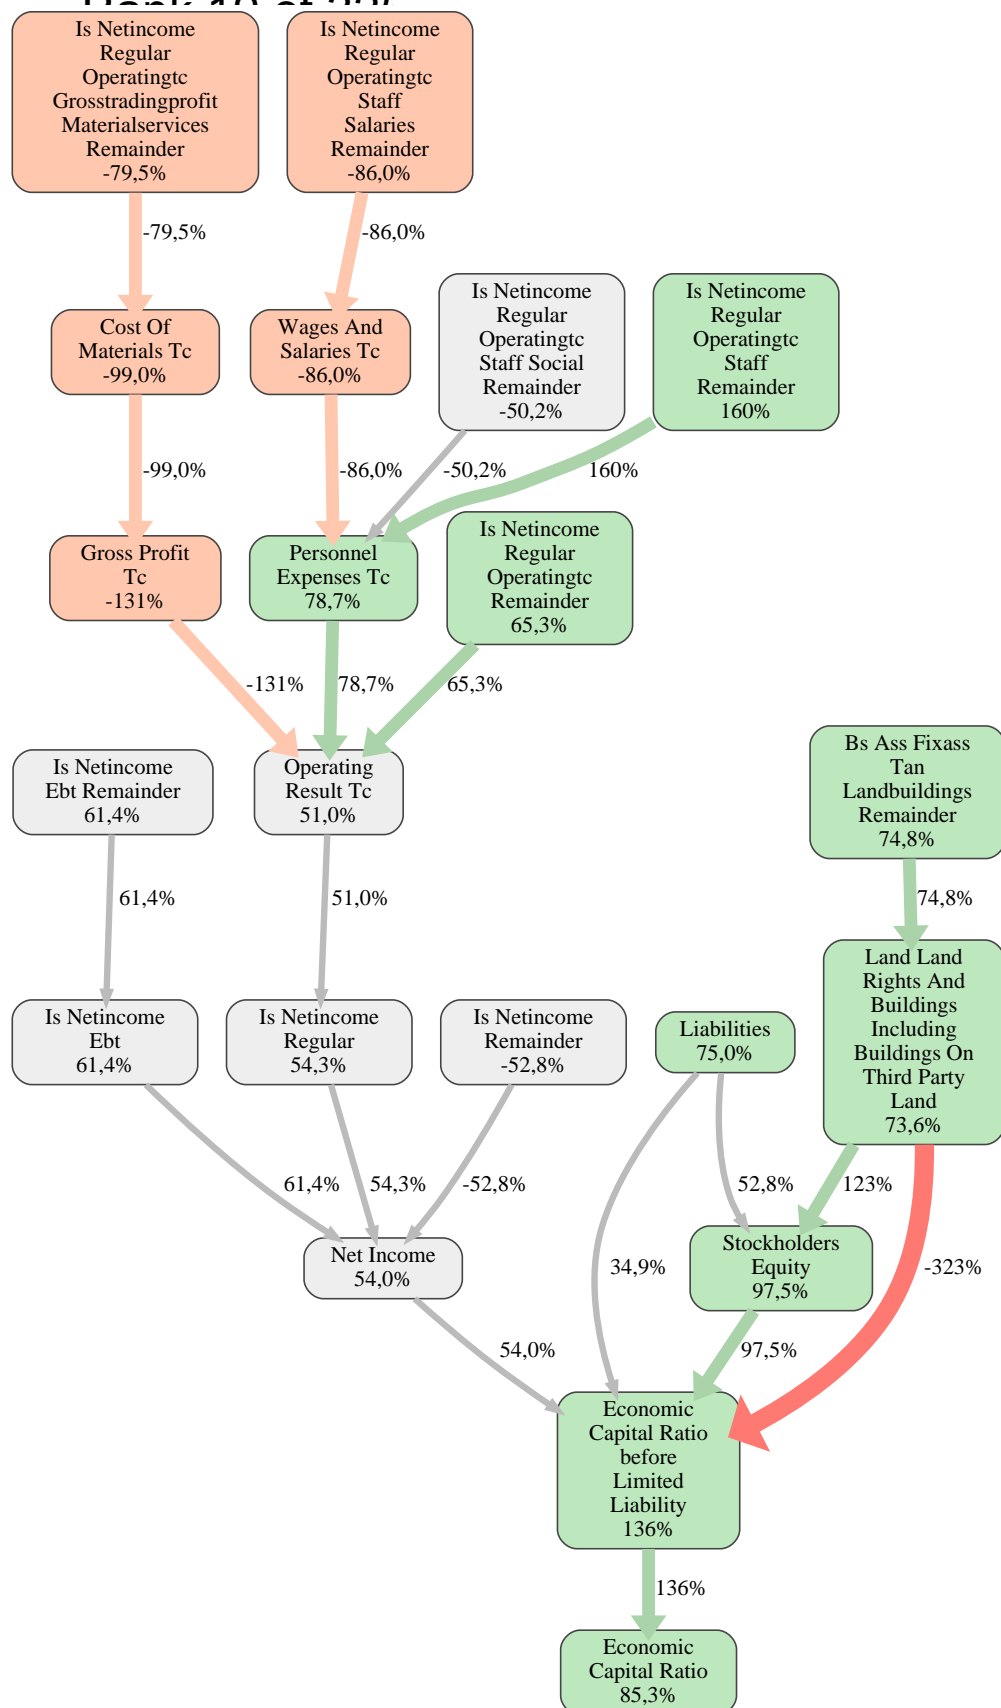 Rank 10 of 
Is Netincome
Regular
Operatingtc
Grosstradingprofit
Materialservices
Remainder
-79,5%
Is Netincome
Regular
Operatingtc
Staff
Salaries
Remainder
-86,0%
-79,5%
-86,0%
Cost Of
Materials Tc
-99,0%
Wages And
Salaries Tc
-86,0%
Is Netincome
Regular
Operatingtc
Staff Social
Remainder
-50,2%
Is Netincome
Regular
Operatingtc
Staff
Remainder
160%
-99,0%
-86,0%
-50,2%
160%
Gross Profit
Tc
-131%
Personnel
Expenses Tc
78,7%
Is Netincome
Regular
Operatingtc
Remainder
65,3%
-131%
78,7%
65,3%
Is Netincome
Ebt Remainder
61,4%
Operating
Result Tc
51,0%
Bs Ass Fixass
Tan
Landbuildings
Remainder
74,8%
61,4%
51,0%
74,8%
Is Netincome
Ebt
61,4%
Is Netincome
Regular
54,3%
Is Netincome
Remainder
-52,8%
Liabilities
75,0%
Land Land
Rights And
Buildings
Including
Buildings On
Third Party
Land
73,6%
61,4%
54,3%
-52,8%
52,8%
123%
Net Income
54,0%
34,9%
Stockholders
Equity
97,5%
-323%
54,0%
97,5%
Economic
Capital Ratio
before
Limited
Liability
136%
136%
Economic
Capital Ratio
85,3%